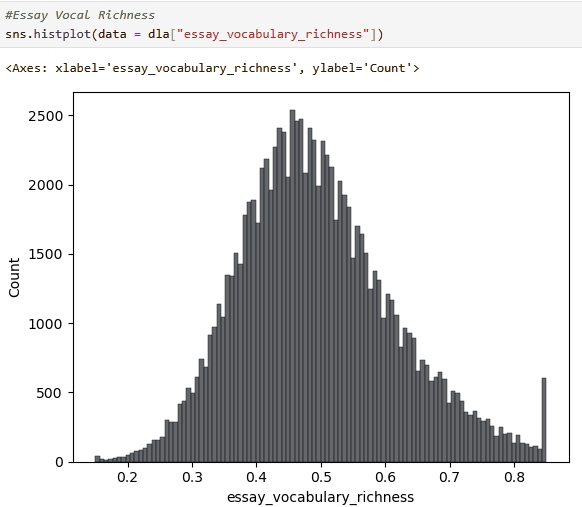 #Essay Vocal Richness
sns.histplot(data = dla["essay_vocabulary_richness"])
<Axes: xlabel='essay_vocabulary_richness', ylabel='Count'>
2500
2000
1500
1000
500
0
Count
0.2 0.3 0.4 0.5 0.6 0.7 0.8
essay_vocabulary_richness